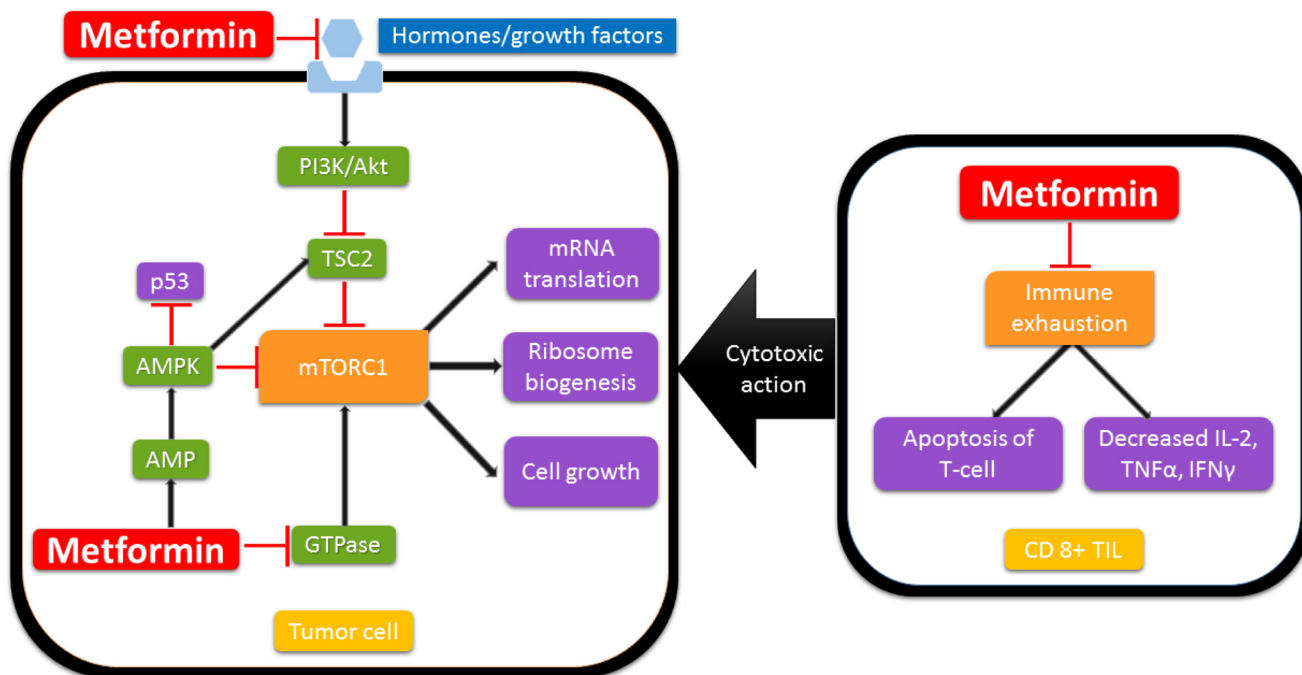 Metformin
Hormones/growth factors
PI3K/Akt
TSC2
p53
AMPK
mTORC1
AMP
Metformin
GTPase
mRNA
translation
Ribosome
biogenesis
Cell growth
Tumor cell
Cytotoxic
action
Metformin
Immune
exhaustion
Apoptosis of
T-cell
Decreased IL-2,
TNFα, IFNγ
CD 8+ TIL